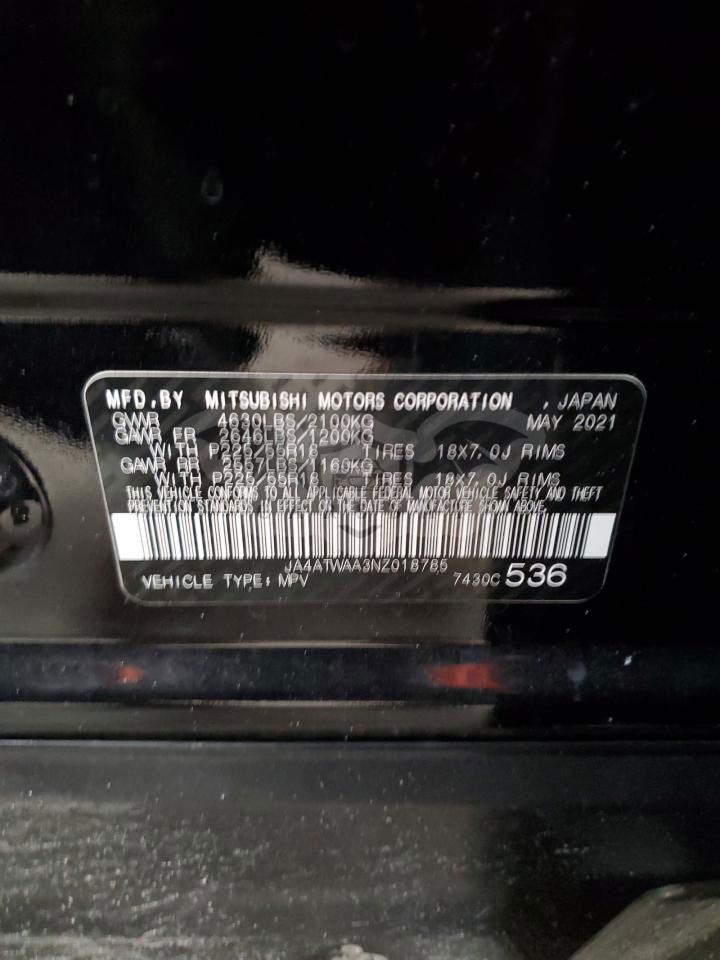 MFD.BY MITSUBISHI MOTORS CORPORATION , JAPAN
GVWR 4630LBS/2100KG MAY 2021
GAWR FR 2646LBS/1200KG
WITH P225/55R18 TIRES 18X7.0J RIMS
GAWR RR 2557LBS/1160KG
WITH P225/55R18 TIRES 18X7.0J RIMS
THIS VEHICLE CONFORMS TO ALL APPLICABLE FEDERAL MOTOR VEHICLE SAFETY AND THEFT
PREVENTION STANDARDS IN EFFECT ON THE DATE OF MANUFACTURE SHOWN ABOVE.
JA4ATWAA3NZ018785
VEHICLE TYPE: MPV 7430C 536